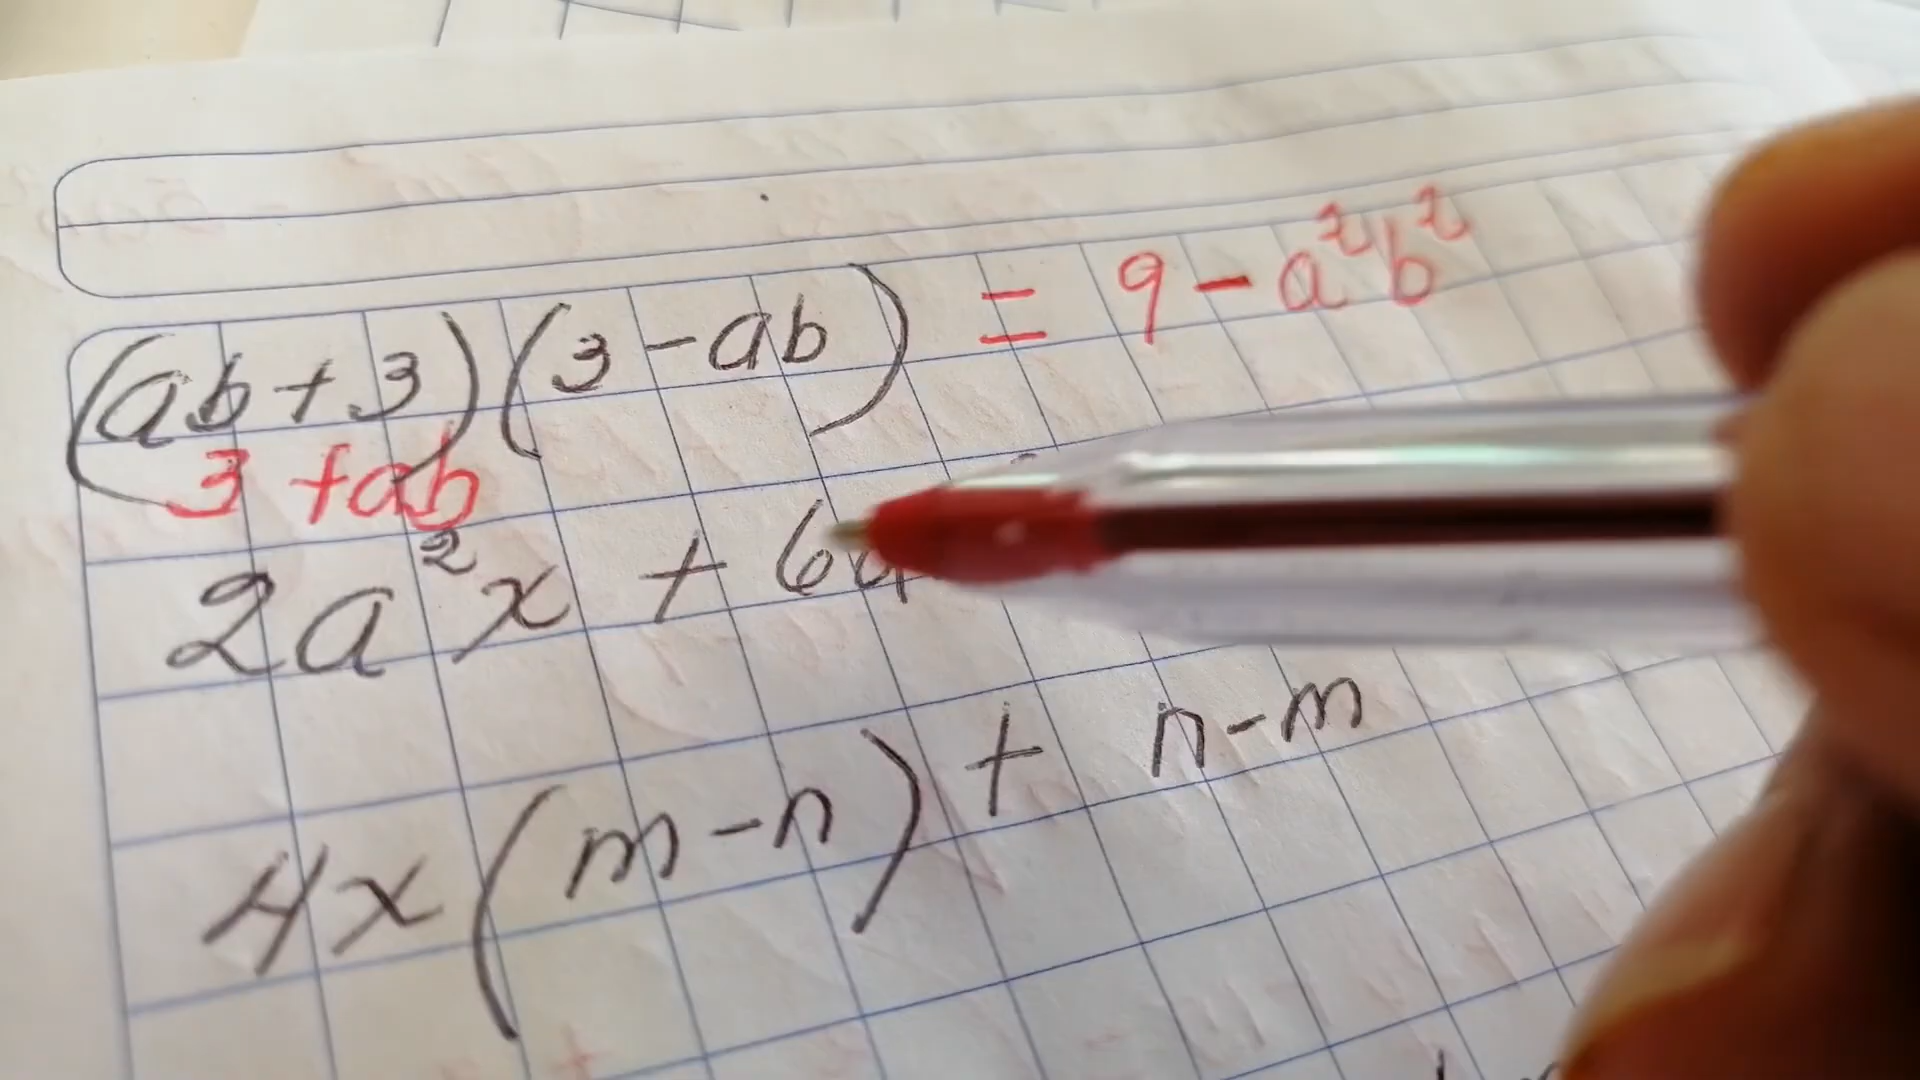 (ab+3)(3-ab) = 9-a²b²
3+ab
2a²x + 6a
4x(m-n)+ n-m